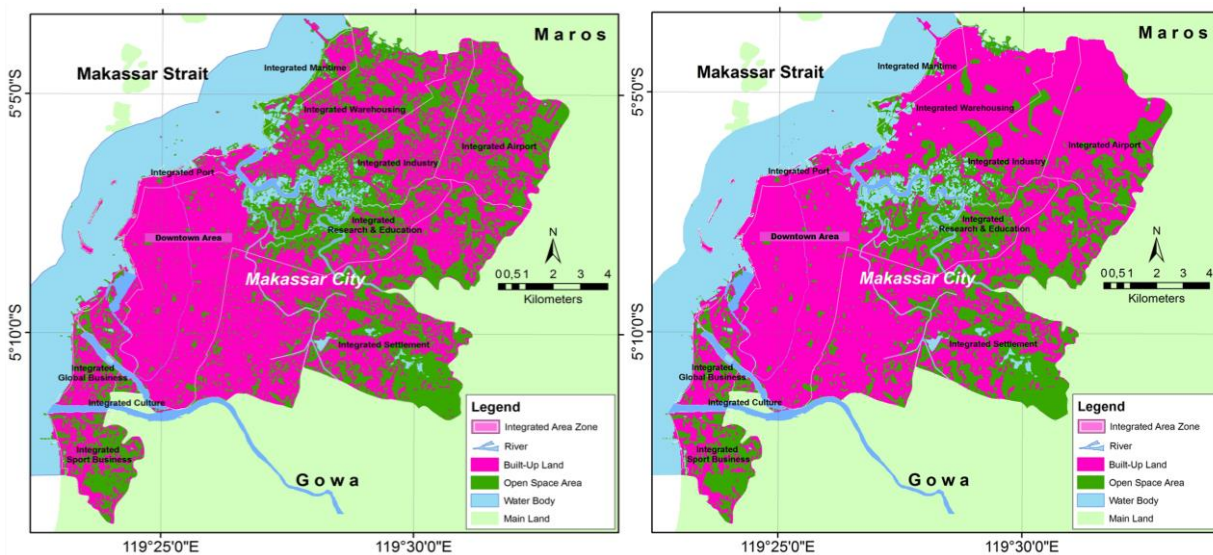 Maros
Makassar Strait
Integrated Maritime
5°5'0"S
Integrated Warehousing
Integrated Airport
Integrated Industry
Integrated Port
Integrated
Research & Education
Downtown Area
N
Makassar City
0 0,5 1 2 3 4
Kilometers
5°10'0"S
Integrated Settlement
Integrated
Global Business
Integrated Culture
Integrated
Sport Business
Gowa
Legend
Integrated Area Zone
River
Built-Up Land
Open Space Area
Water Body
Main Land
119°25'0"E
119°30'0"E
Maros
Makassar Strait
Integrated Maritime
5°5'0"S
Integrated Warehousing
Integrated Airport
Integrated Industry
Integrated Port
Integrated
Research & Education
Downtown Area
N
Makassar City
0 0,5 1 2 3 4
Kilometers
5°10'0"S
Integrated Settlement
Integrated
Global Business
Integrated Culture
Integrated
Sport Business
Gowa
Legend
Integrated Area Zone
River
Built-Up Land
Open Space Area
Water Body
Main Land
119°25'0"E
119°30'0"E